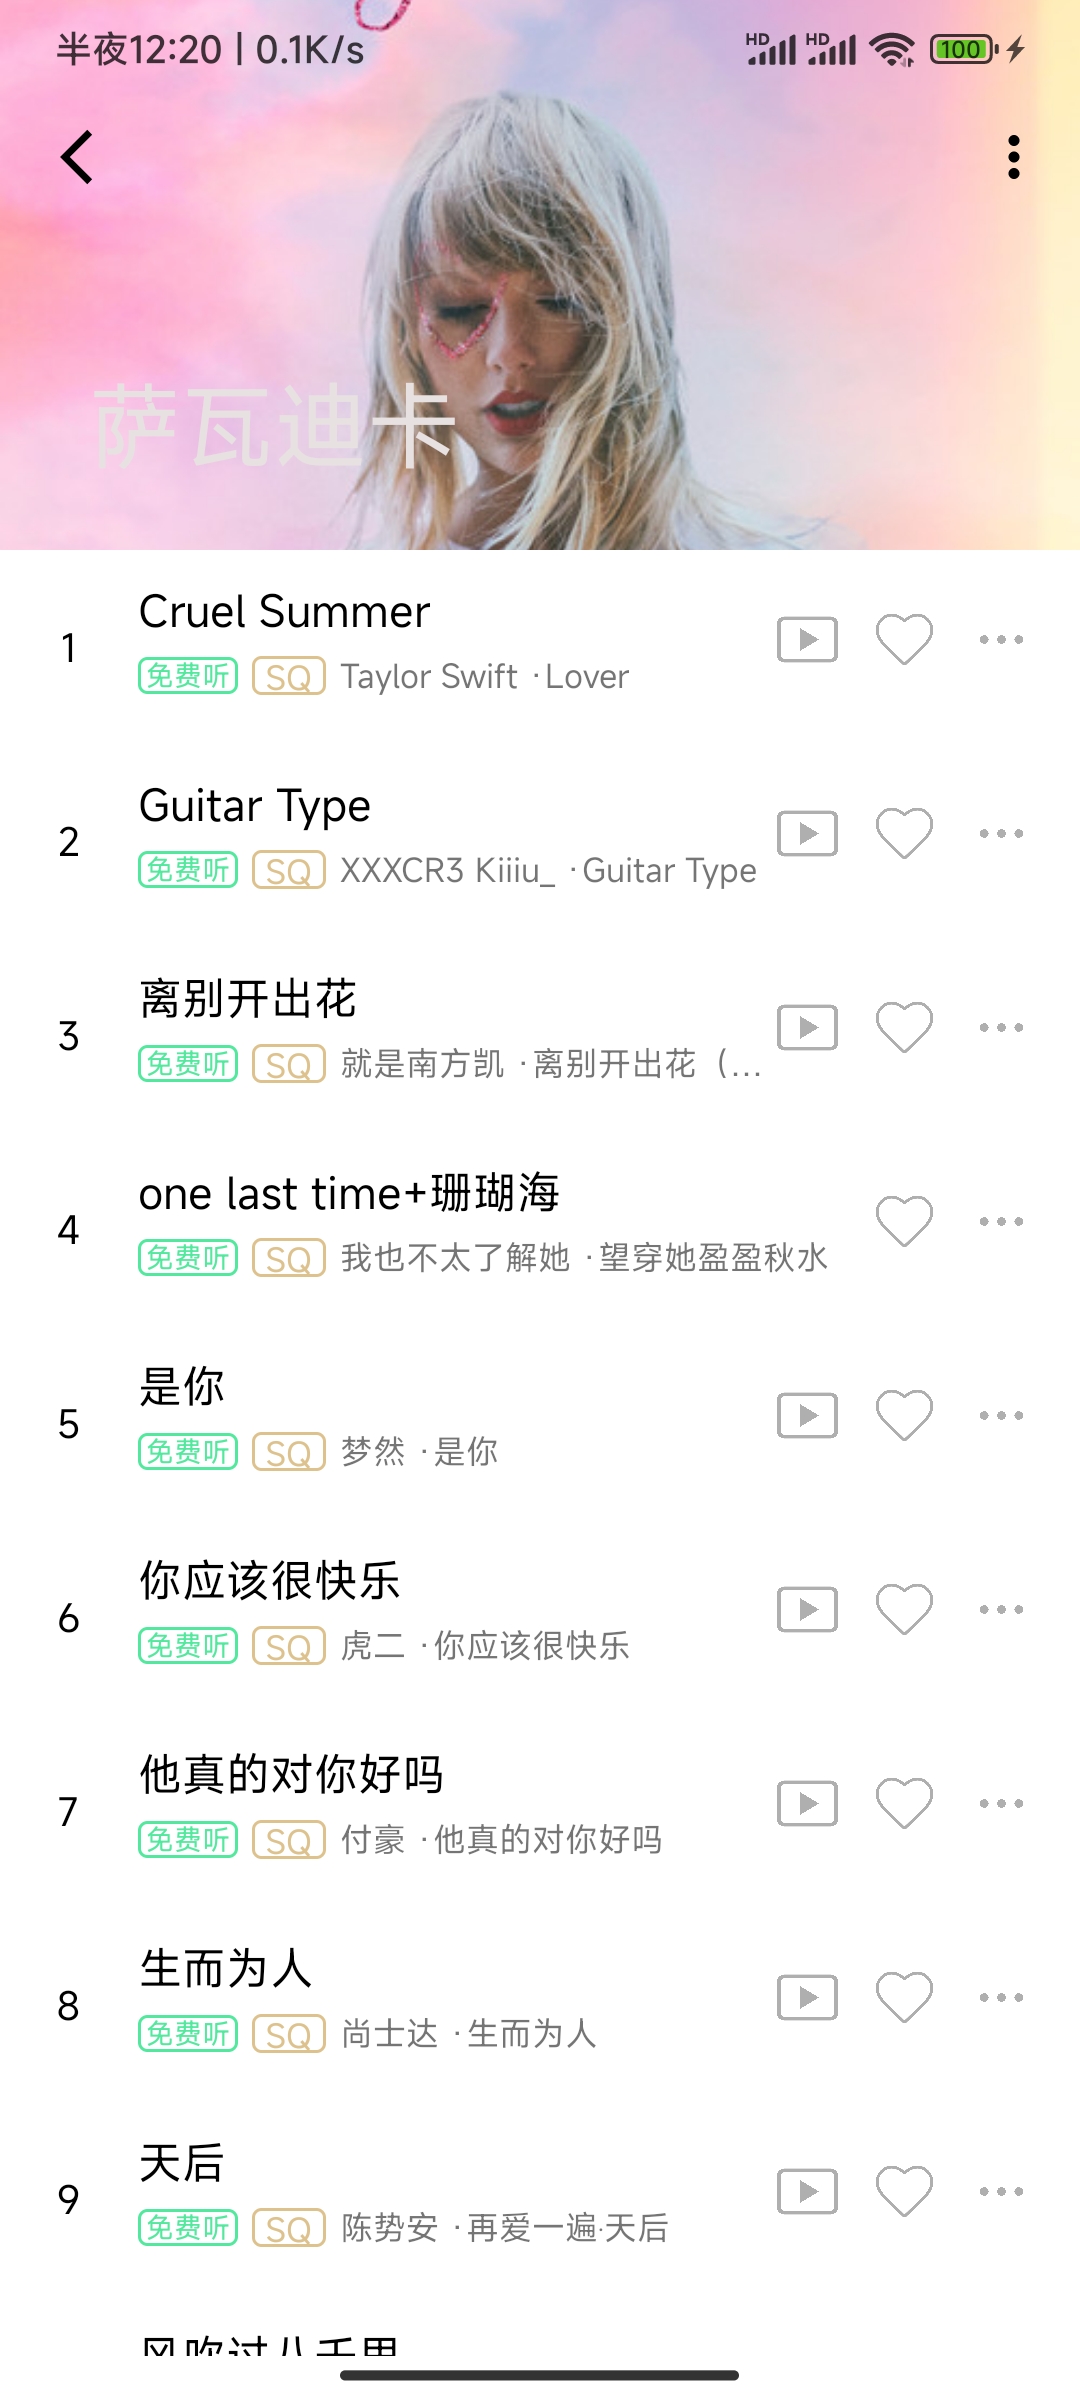 半夜12:20 | 0.1K/s
HD HD 100
萨瓦迪卡
1
Cruel Summer
免费听 SQ Taylor Swift ·Lover
2
Guitar Type
免费听 SQ XXXCR3 Kiiiu_ ·Guitar Type
3
离别开出花
免费听 SQ 就是南方凯 ·离别开出花（...
4
one last time+珊瑚海
免费听 SQ 我也不太了解她 ·望穿她盈盈秋水
5
是你
免费听 SQ 梦然 ·是你
6
你应该很快乐
免费听 SQ 虎二 ·你应该很快乐
7
他真的对你好吗
免费听 SQ 付豪 ·他真的对你好吗
8
生而为人
免费听 SQ 尚士达 ·生而为人
9
天后
免费听 SQ 陈势安 ·再爱一遍·天后
风吹过八千里